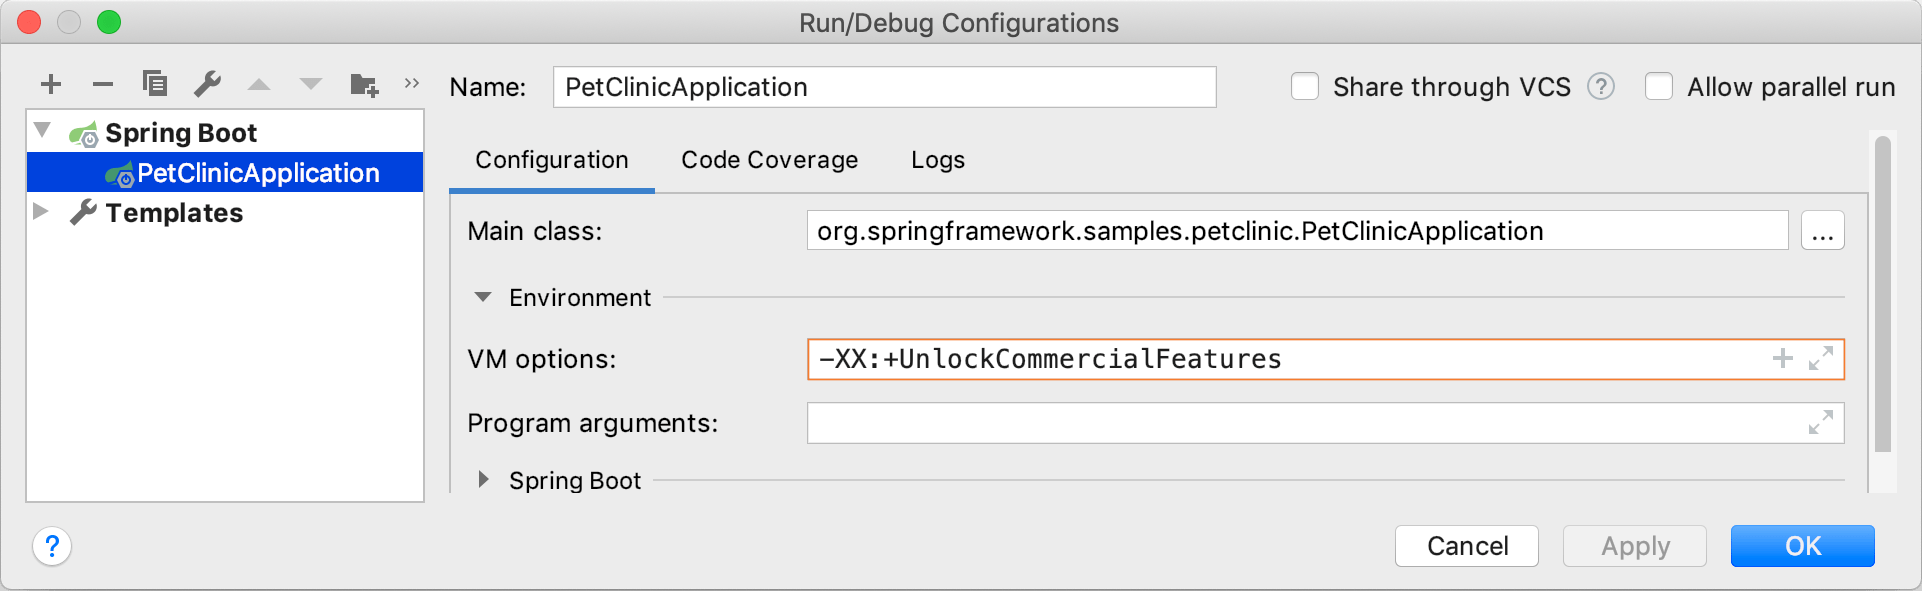 Run/Debug Configurations
Name: PetClinicApplication Share through VCS ? Allow parallel run
Spring Boot
PetClinicApplication
Templates
Configuration Code Coverage Logs
Main class: org.springframework.samples.petclinic.PetClinicApplication ...
Environment
VM options: -XX:+UnlockCommercialFeatures
Program arguments:
Spring Boot
? Cancel Apply OK